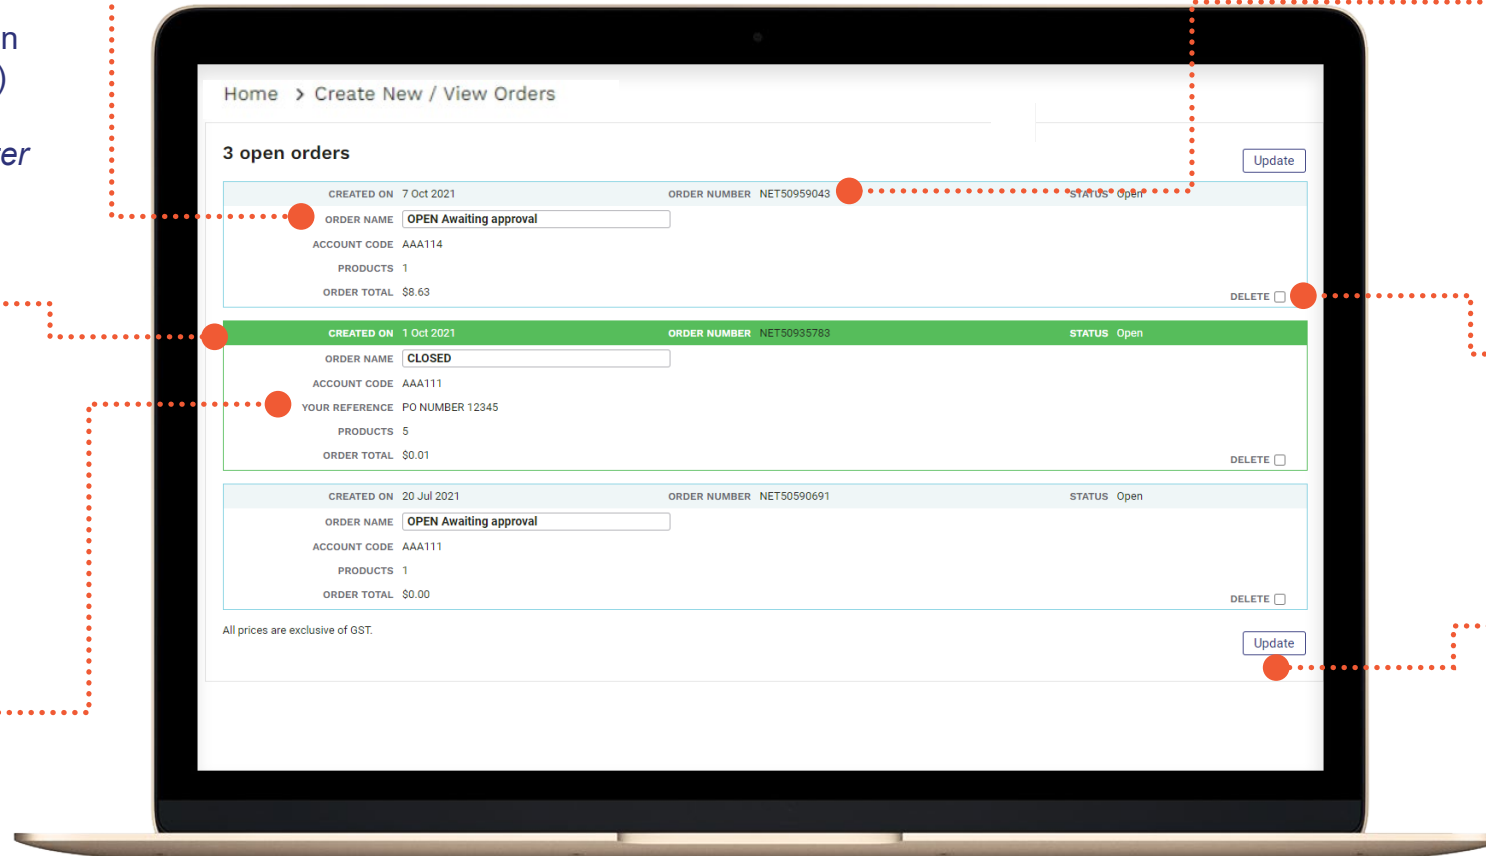 n
)
er
Home > Create New / View Orders
3 open orders
Update
CREATED ON 7 Oct 2021 ORDER NUMBER NET50959043 STATUS Open
ORDER NAME OPEN Awaiting approval
ACCOUNT CODE AAA114
PRODUCTS 1
ORDER TOTAL $8.63
DELETE
CREATED ON 1 Oct 2021 ORDER NUMBER NET50935783 STATUS Open
ORDER NAME CLOSED
ACCOUNT CODE AAA111
YOUR REFERENCE PO NUMBER 12345
PRODUCTS 5
ORDER TOTAL $0.01
DELETE
CREATED ON 20 Jul 2021 ORDER NUMBER NET50590691 STATUS Open
ORDER NAME OPEN Awaiting approval
ACCOUNT CODE AAA111
PRODUCTS 1
ORDER TOTAL $0.00
DELETE
All prices are exclusive of GST.
Update